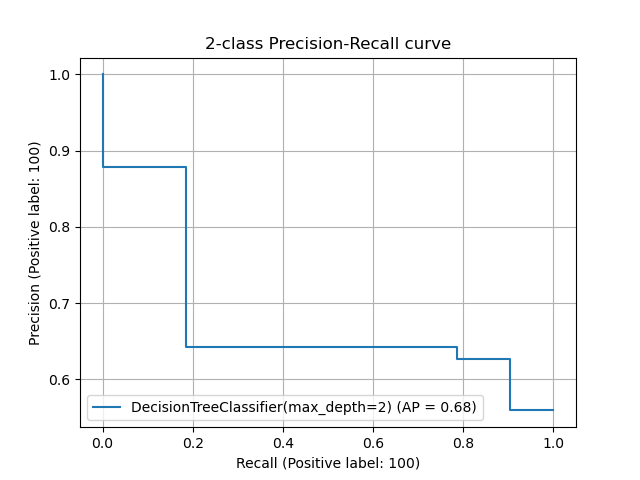 2-class Precision-Recall curve
Precision (Positive label: 100)
1.0
0.9
0.8
0.7
0.6
DecisionTreeClassifier(max_depth=2) (AP = 0.68)
0.0 0.2 0.4 0.6 0.8 1.0
Recall (Positive label: 100)